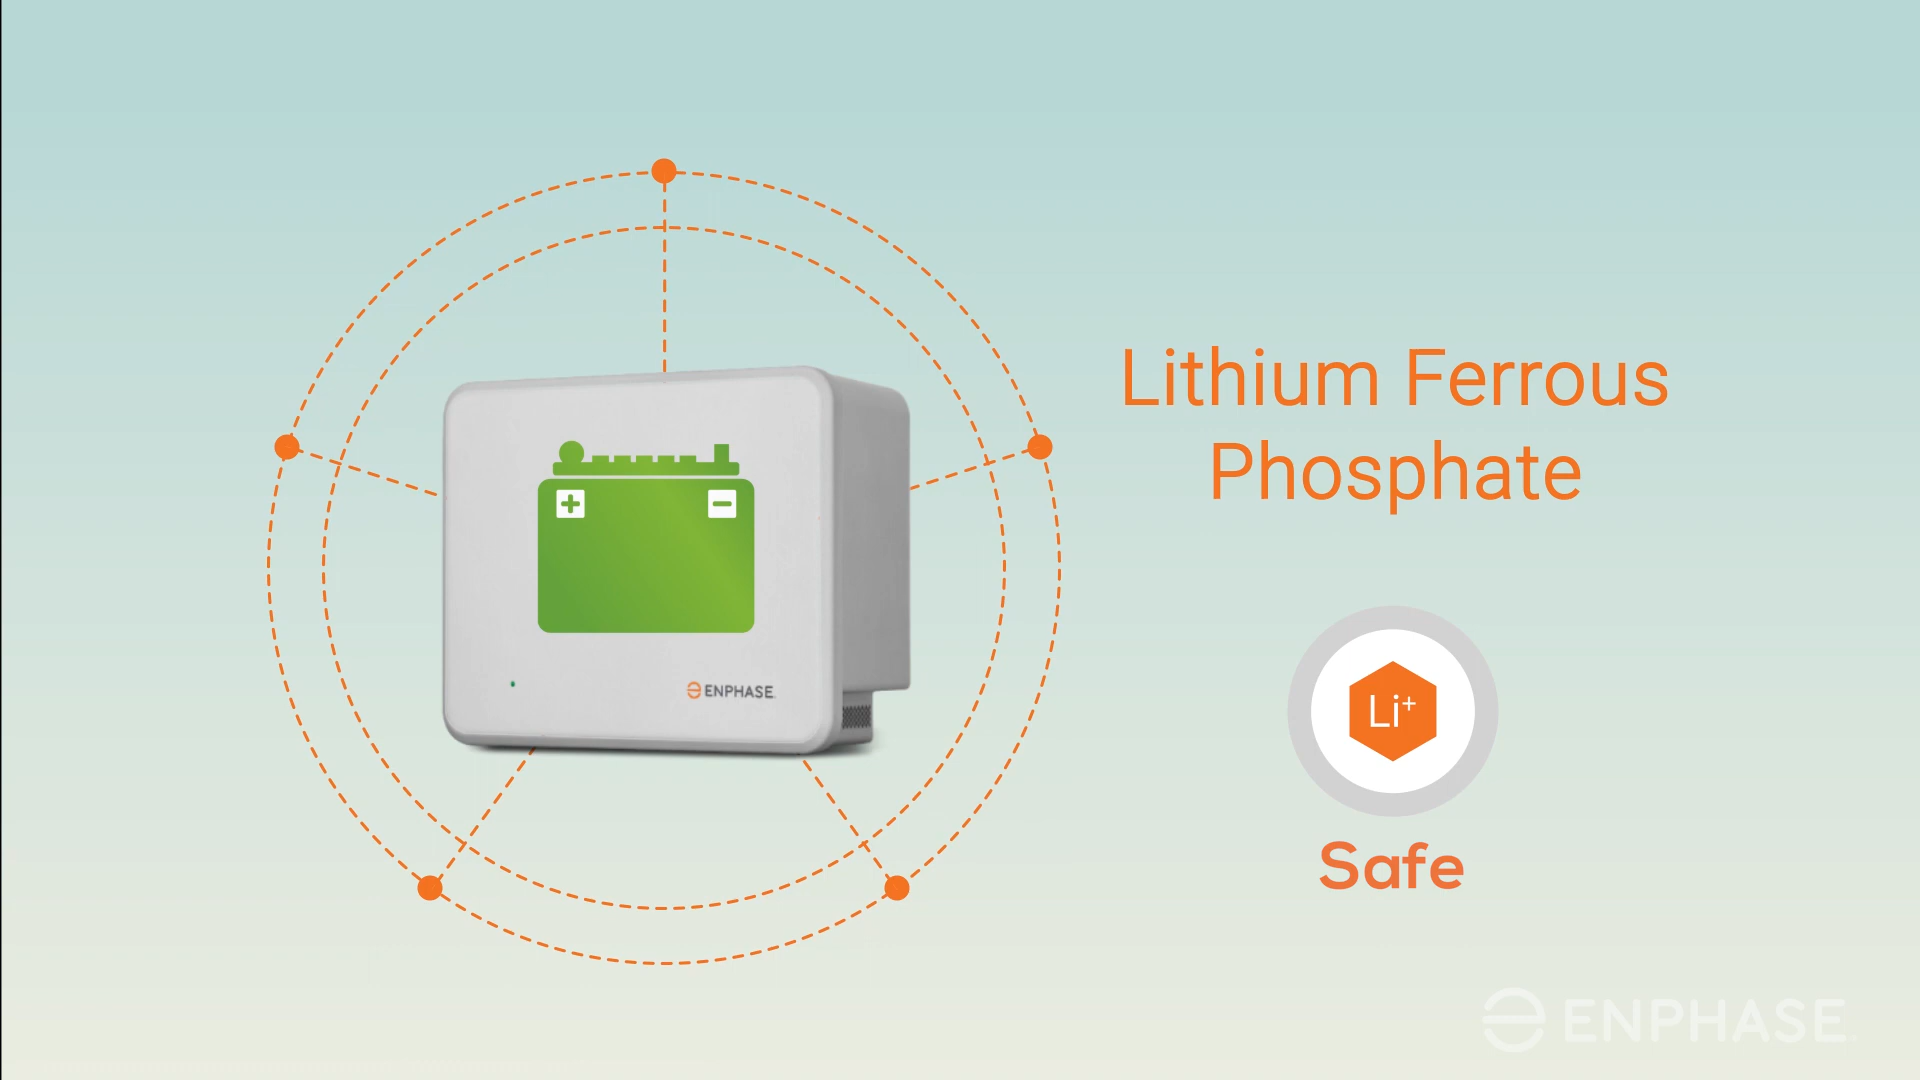 Lithium Ferrous
Phosphate
+ −
ENPHASE
Li+
Safe
ENPHASE